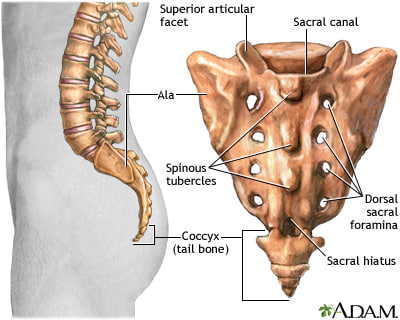 Superior articular
facet
Sacral canal
Ala
Spinous
tubercles
Dorsal
sacral
foramina
Coccyx
(tail bone)
Sacral hiatus
A.D.A.M.